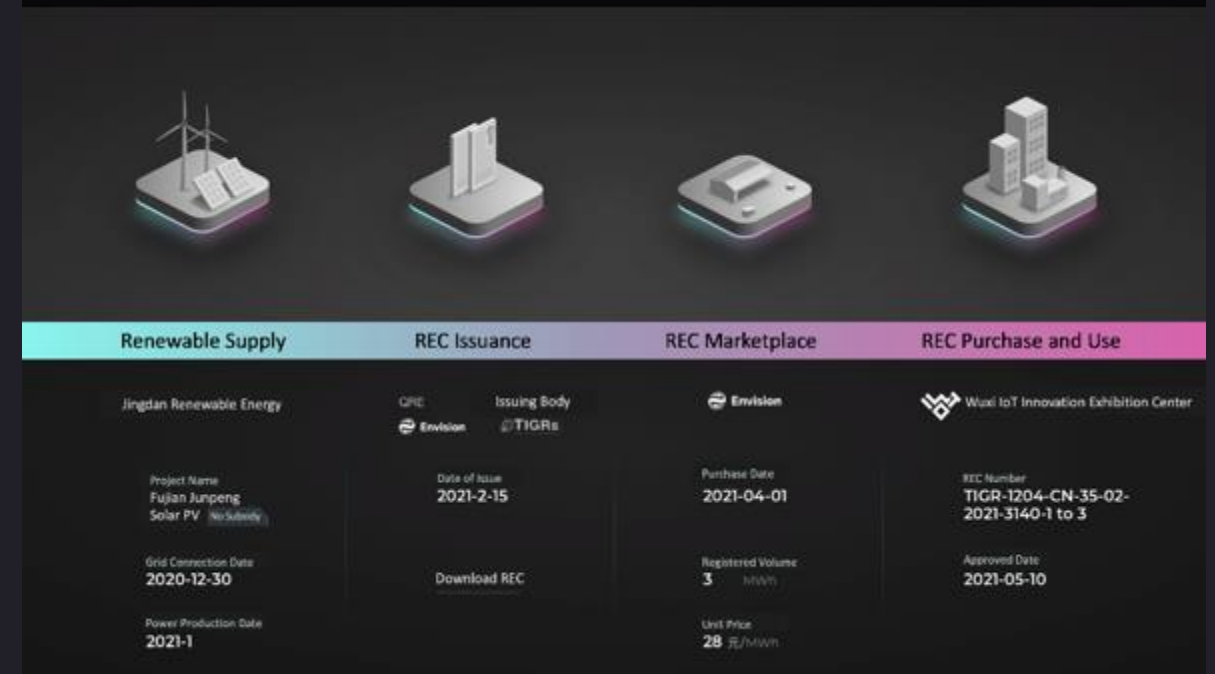 Renewable Supply
REC Issuance
REC Marketplace
REC Purchase and Use
Jingdan Renewable Energy
QRE
Issuing Body
Envision
TIGRs
Envision
Wuxi IoT Innovation Exhibition Center
Project Name
Fujian Junpeng
Solar PV No Subsidy
Grid Connection Date
2020-12-30
Power Production Date
2021-1
Date of Issue
2021-2-15
Download REC
Purchase Date
2021-04-01
Registered Volume
3 MWh
Unit Price
28 元/MWh
REC Number
TIGR-1204-CN-35-02-
2021-3140-1 to 3
Approved Date
2021-05-10